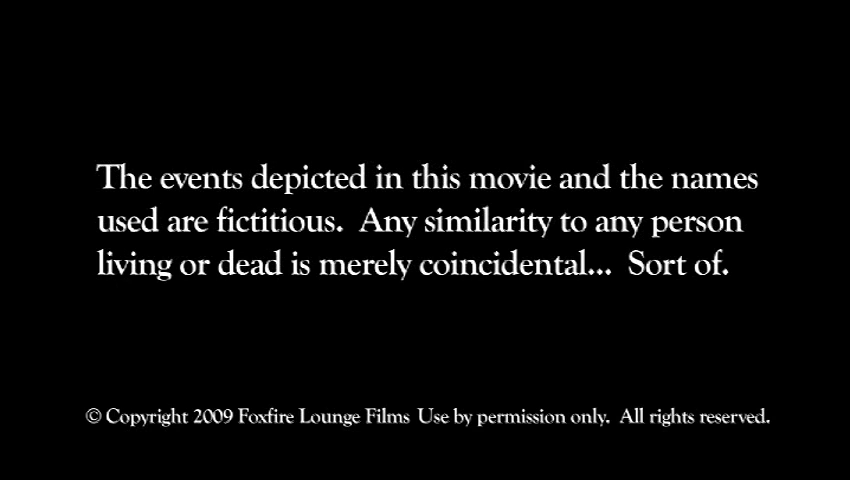 The events depicted in this movie and the names
used are fictitious.  Any similarity to any person
living or dead is merely coincidental...  Sort of.
© Copyright 2009 Foxfire Lounge Films  Use by permission only.  All rights reserved.